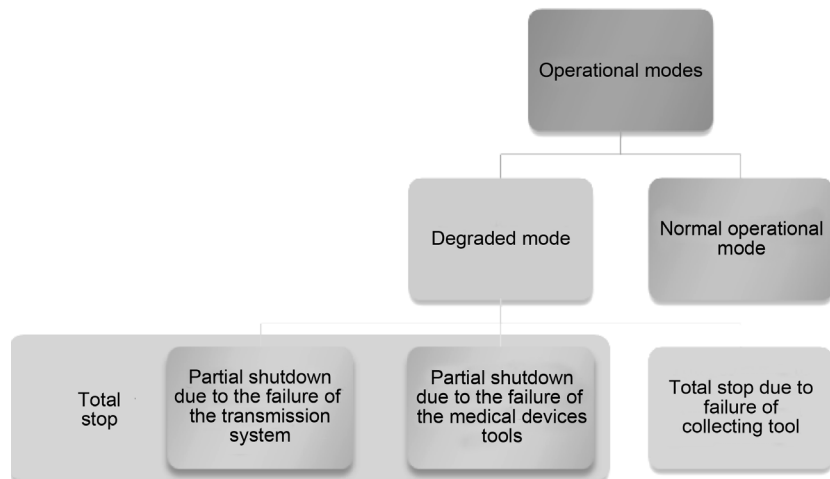 Operational modes
Degraded mode
Normal operational
mode
Total
stop
Partial shutdown
due to the failure of
the transmission
system
Partial shutdown
due to the failure of
the medical devices
tools
Total stop due to
failure of
collecting tool